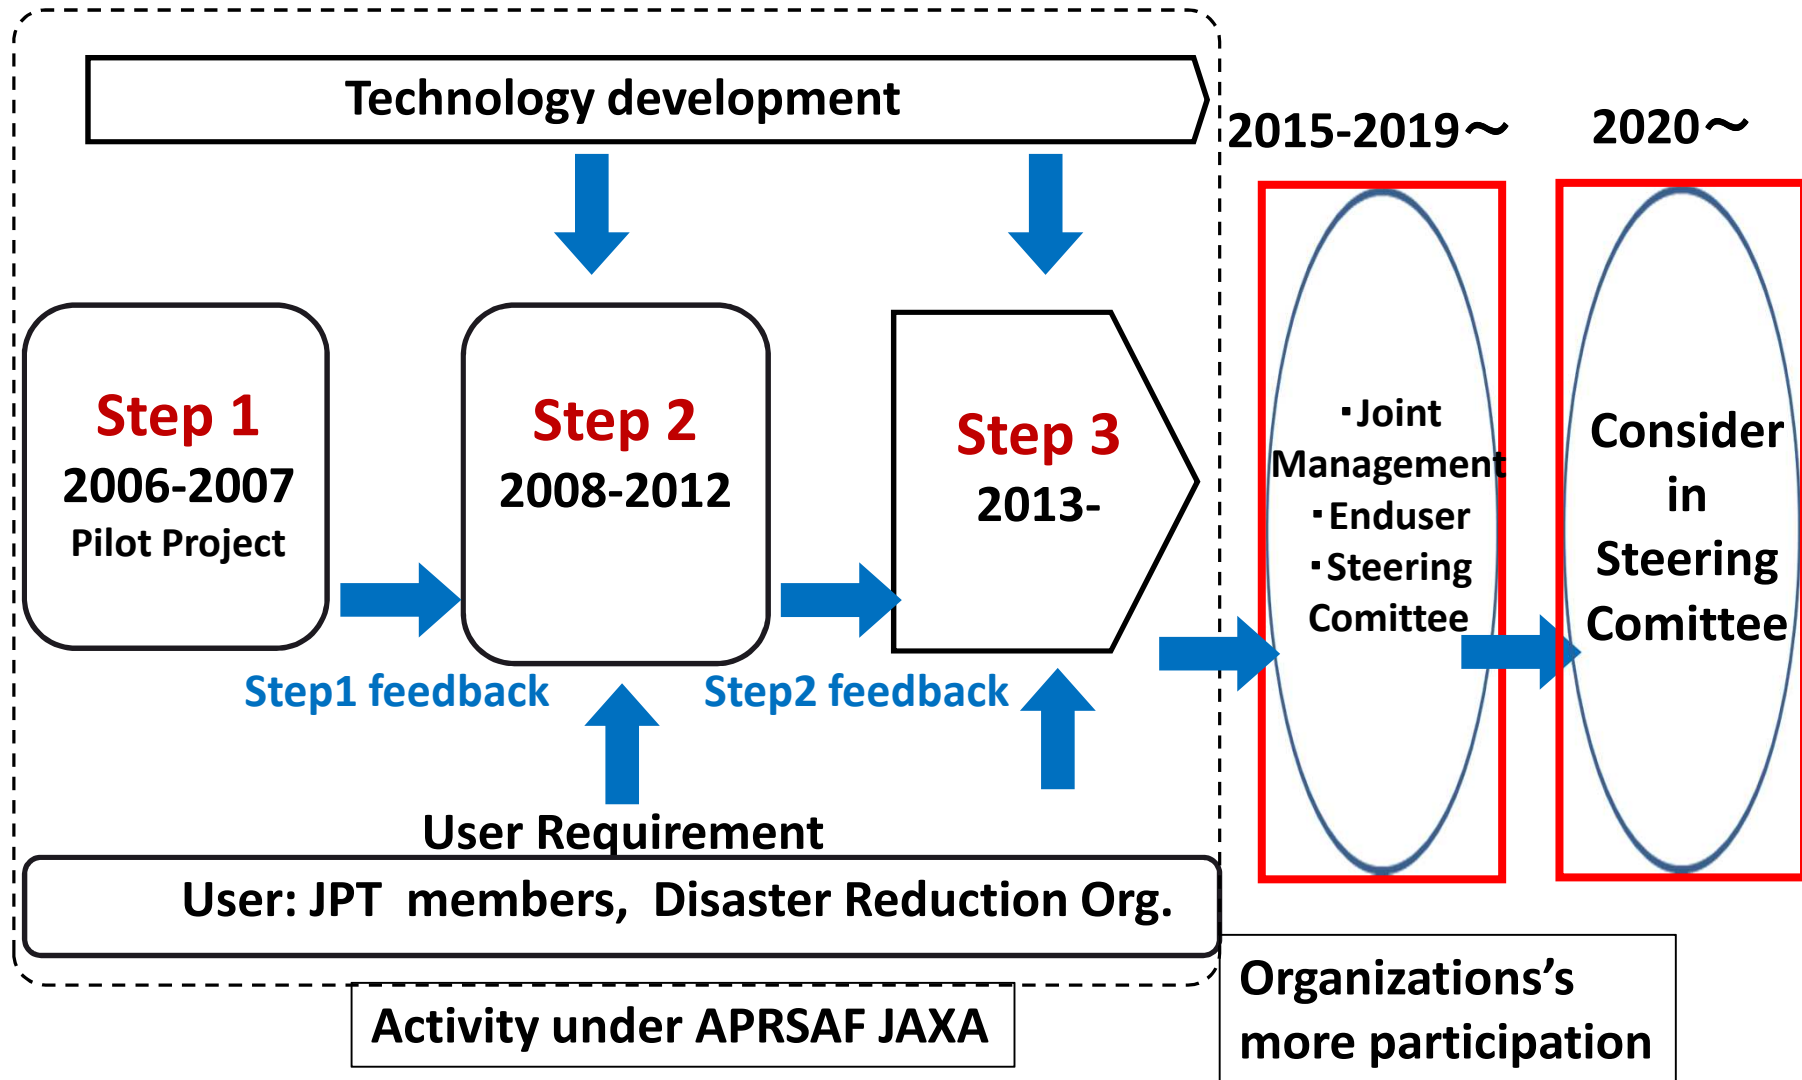 Technology development
2015-2019～
2020～
Step 1
2006-2007
Pilot Project
Step 2
2008-2012
Step 3
2013-
・Joint
Management
・Enduser
・Steering
Comittee
Consider
in
Steering
Comittee
Step1 feedback
Step2 feedback
User Requirement
User: JPT members, Disaster Reduction Org.
Activity under APRSAF JAXA
Organizations's
more participation